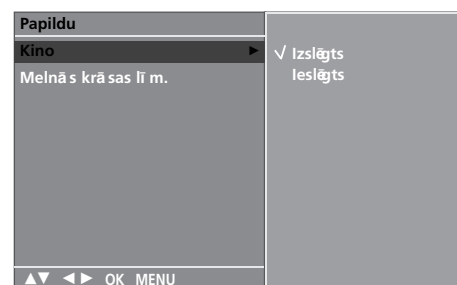 Papildu
Kino ►
√ Izslēgts
Ieslēgts
Melnās krāsas līm.
▲▼ ◄► OK MENU